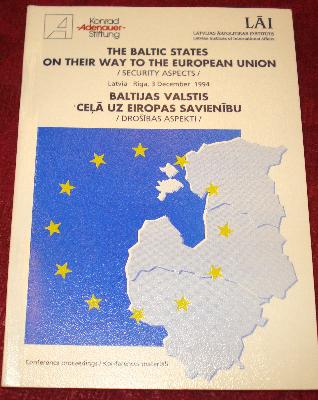 Konrad
-Adenauer-
Stiftung
LĀI
LATVIJAS ĀRPOLITIKAS INSTITŪTS
Latvian Institute of International Affairs
THE BALTIC STATES
ON THEIR WAY TO THE EUROPEAN UNION
/ SECURITY ASPECTS /
Latvia Riga, 3 December 1994
BALTIJAS VALSTIS
CEĻĀ UZ EIROPAS SAVIENĪBU
/ DROŠĪBAS ASPEKTI /
Conference proceedings / Konferences materiāli